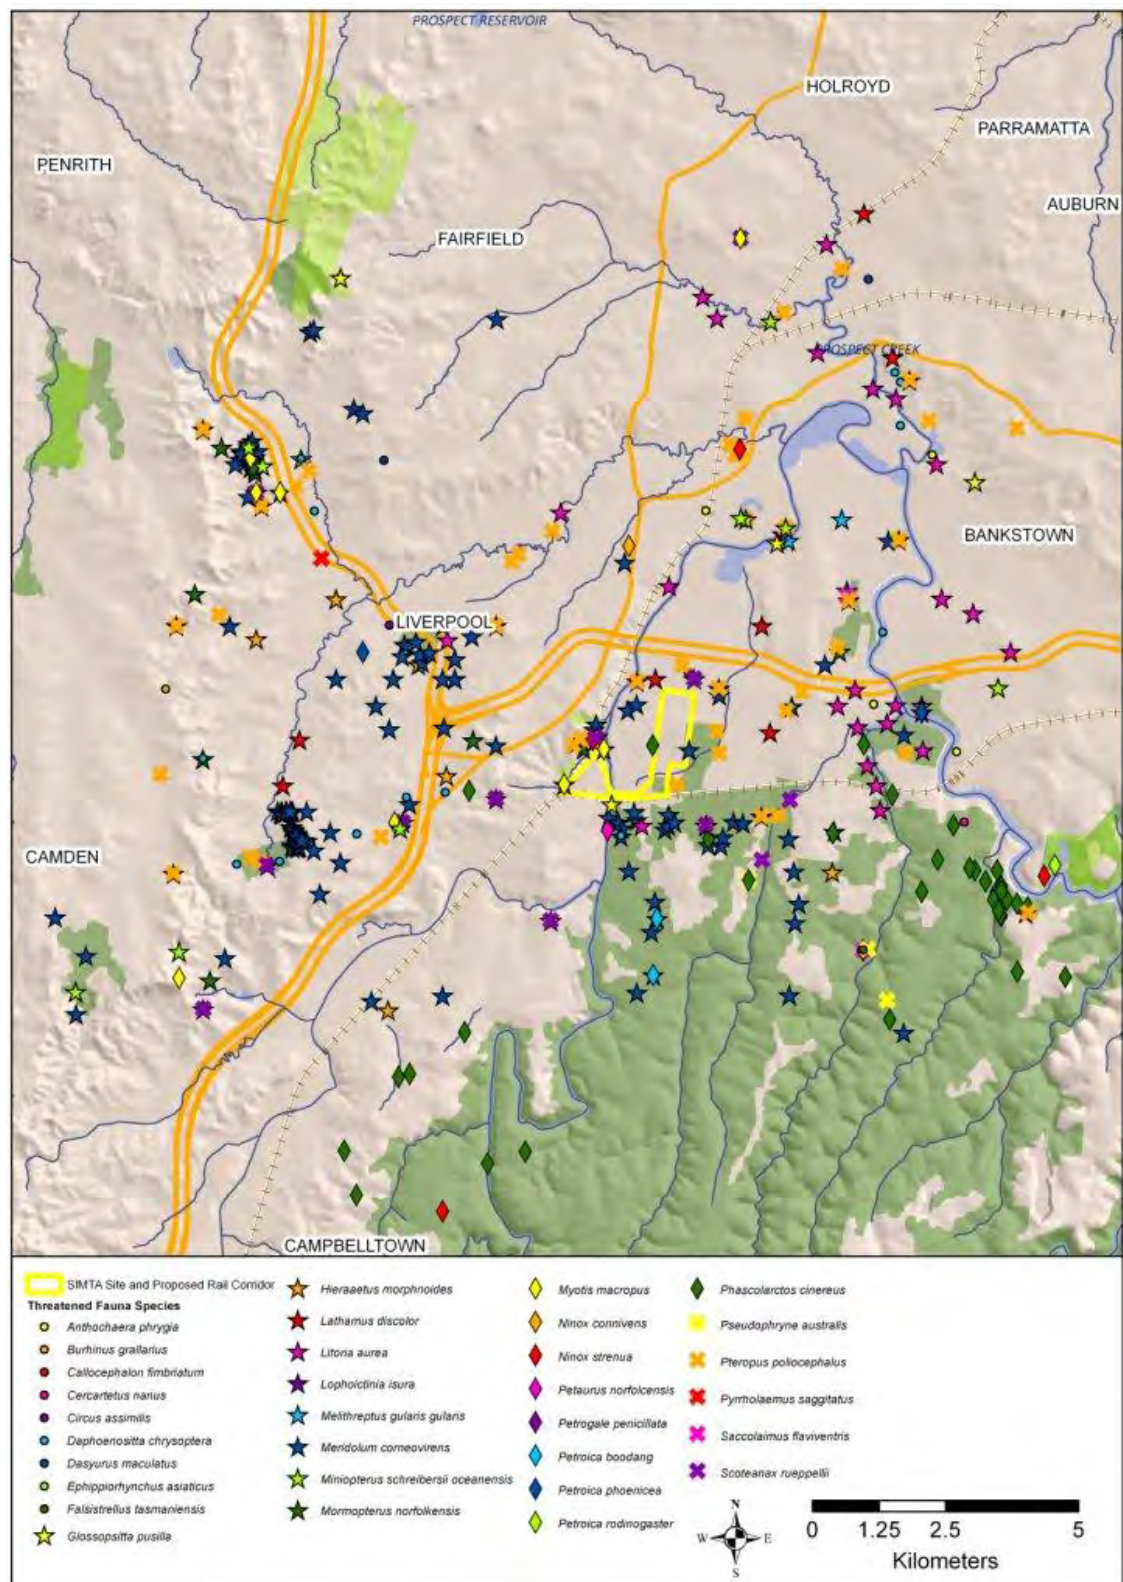 PROSPECT RESERVOIR
HOLROYD
PARRAMATTA
PENRITH
AUBURN
FAIRFIELD
PROSPECT CREEK
BANKSTOWN
LIVERPOOL
CAMDEN
CAMPBELLTOWN
SIMTA Site and Proposed Rail Corridor
Threatened Fauna Species
Anthochaera phrygia
Burhinus grallarius
Callocephalon fimbriatum
Cercartetus nanus
Circus assimilis
Daphoenositta chrysoptera
Dasyurus maculatus
Ephippiorhynchus asiaticus
Falsistrellus tasmaniensis
Glossopsitta pusilla
Hieraaetus morphnoides
Lathamus discolor
Litoria aurea
Lophoictinia isura
Melithreptus gularis gularis
Meridolum corneovirens
Miniopterus schreibersii oceanensis
Mormopterus norfolkensis
Myotis macropus
Ninox connivens
Ninox strenua
Petaurus norfolcensis
Petrogale penicillata
Petroica boodang
Petroica phoenicea
Petroica rodinogaster
Phascolarctos cinereus
Pseudophryne australis
Pteropus poliocephalus
Pyrrholaemus saggitatus
Saccolaimus flaviventris
Scoteanax rueppellii
N
W E
S
0 1.25 2.5 5
Kilometers